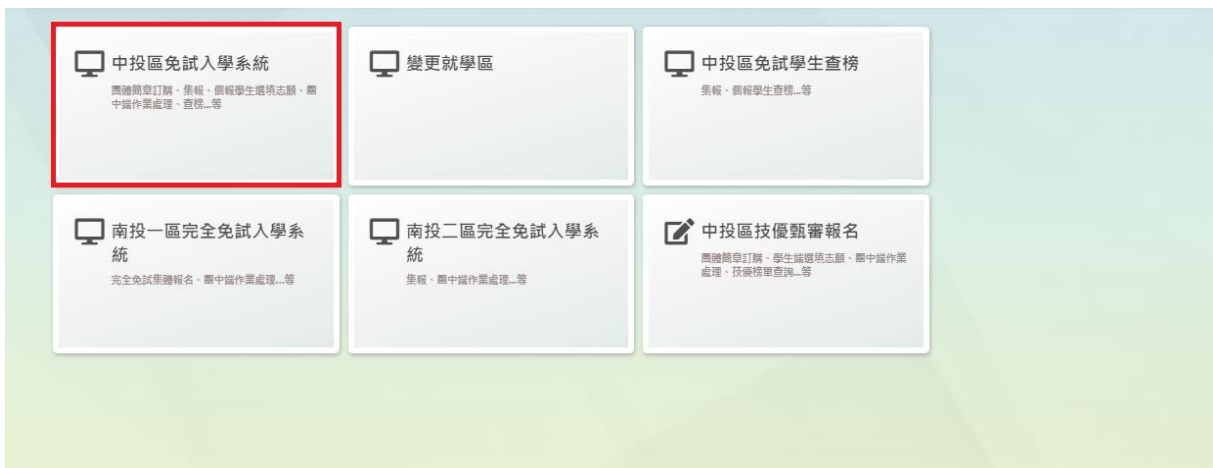 中投區免試入學系統
團體簡章訂購、集報、個報學生選填志願、國
中端作業處理、查榜...等
變更就學區
中投區免試學生查榜
集報、個報學生查榜...等
南投一區完全免試入學系
統
完全免試集體報名、國中端作業處理...等
南投二區完全免試入學系
統
集報、國中端作業處理...等
中投區技優甄審報名
團體簡章訂購、學生端選填志願、國中端作業
處理、技優榜單查詢...等